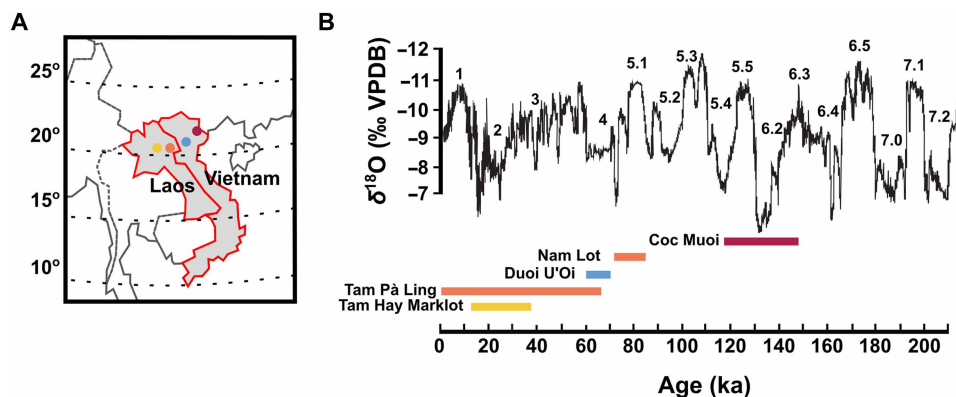 A
25°
20°
15°
10°
Laos
Vietnam
B
δ¹⁸O (‰ VPDB)
–12
–11
–10
–9
–8
–7
1
2
3
4
5.1
5.2
5.3
5.4
5.5
6.2
6.3
6.4
6.5
7.0
7.1
7.2
Coc Muoi
Nam Lot
Duoi U'Oi
Tam Pà Ling
Tam Hay Marklot
0 20 40 60 80 100 120 140 160 180 200
Age (ka)